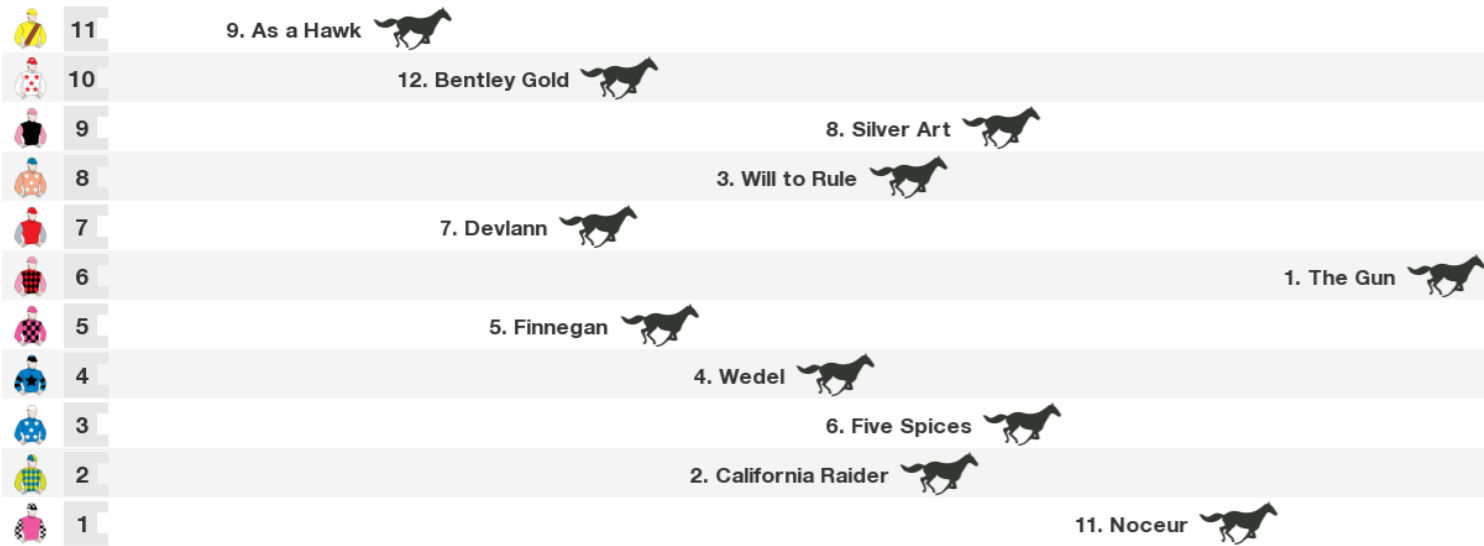 11 9. As a Hawk
10 12. Bentley Gold
9 8. Silver Art
8 3. Will to Rule
7 7. Devlann
6 1. The Gun
5 5. Finnegan
4 4. Wedel
3 6. Five Spices
2 2. California Raider
1 11. Noceur